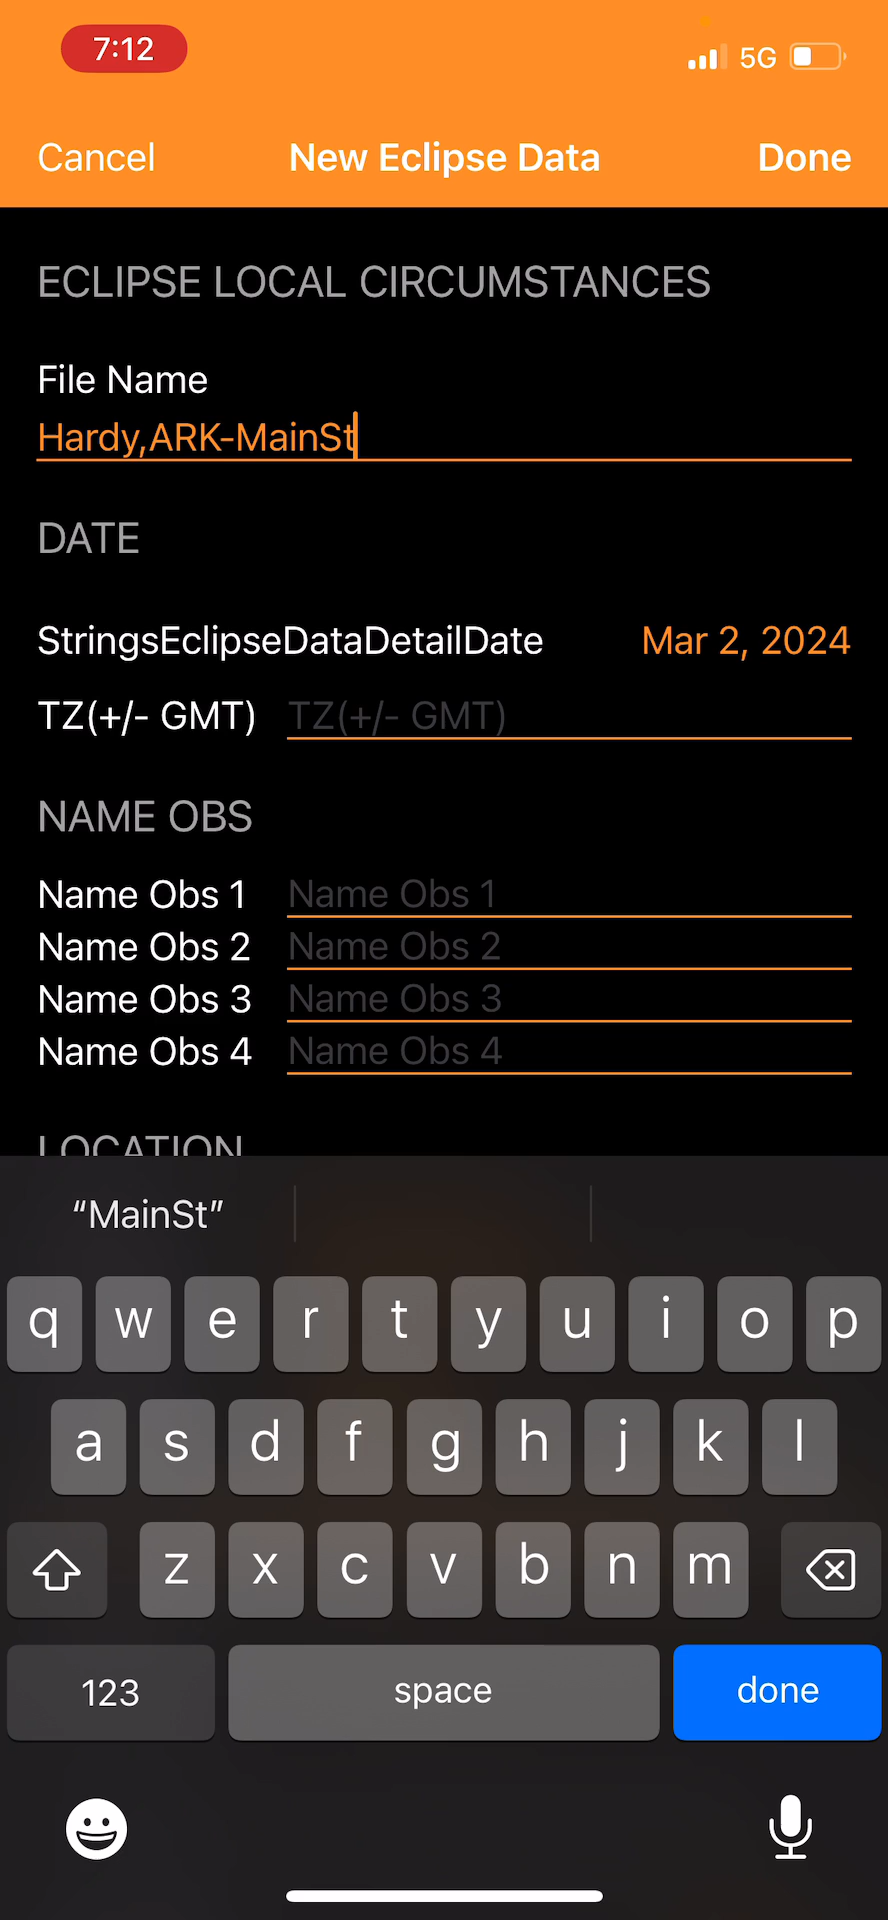 7:12
5G
Cancel New Eclipse Data Done
ECLIPSE LOCAL CIRCUMSTANCES
File Name
Hardy,ARK-MainSt
DATE
StringsEclipseDataDetailDate Mar 2, 2024
TZ(+/- GMT) TZ(+/- GMT)
NAME OBS
Name Obs 1 Name Obs 1
Name Obs 2 Name Obs 2
Name Obs 3 Name Obs 3
Name Obs 4 Name Obs 4
LOCATION
“MainSt”
q w e r t y u i o p
a s d f g h j k l
z x c v b n m
123 space done